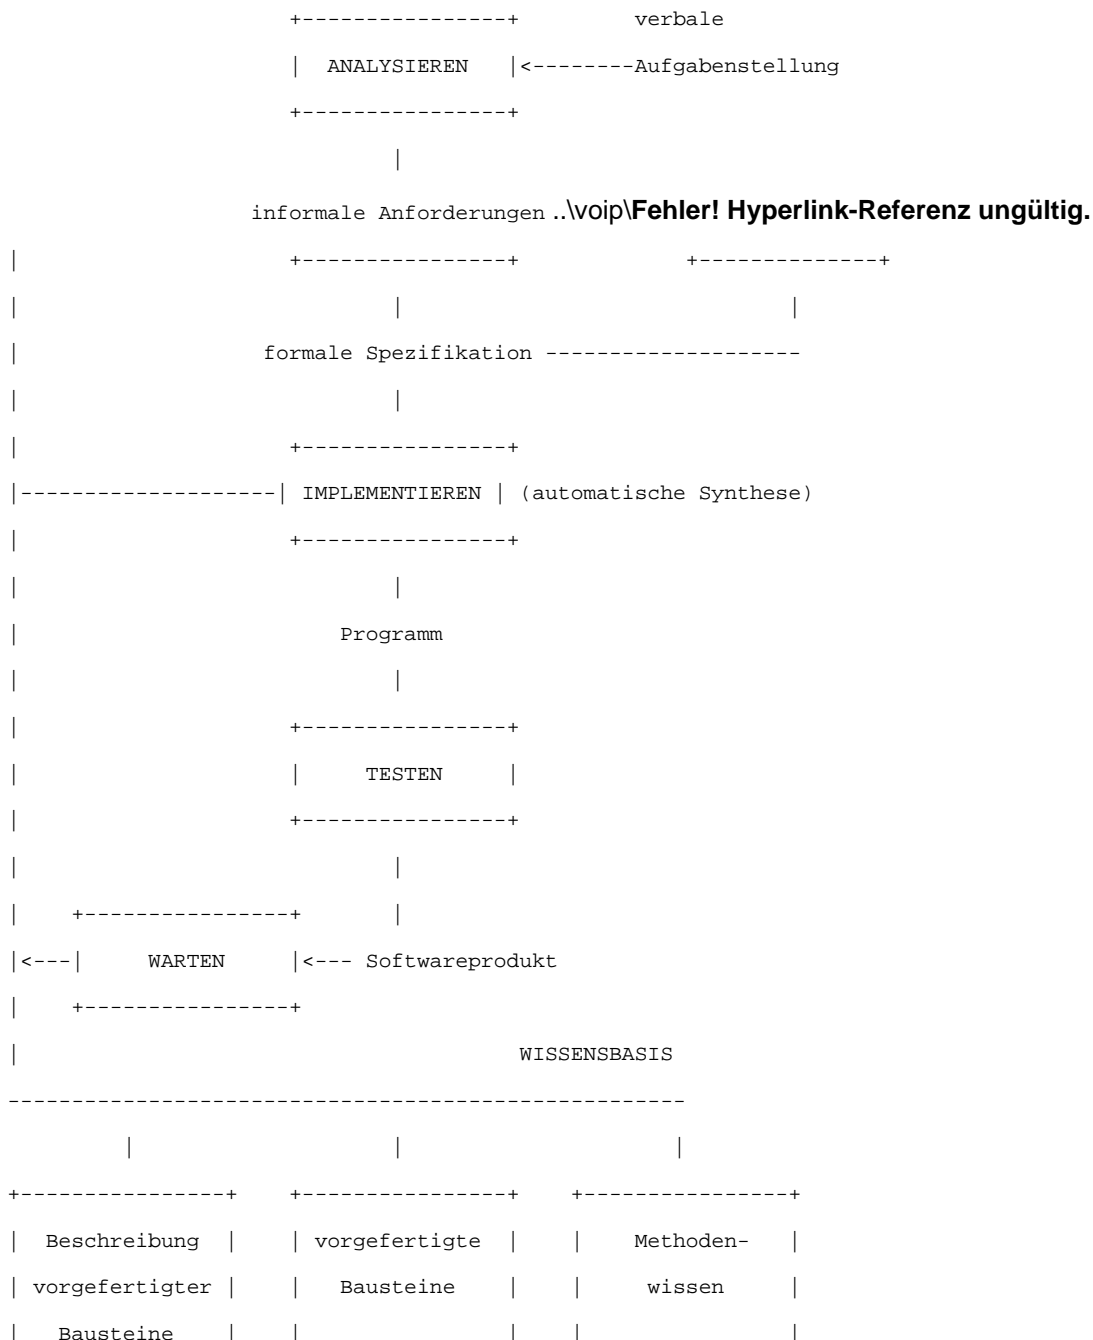 +----------------+ verbale
| ANALYSIEREN |<--------Aufgabenstellung
+----------------+
|
informale Anforderungen ..\voip\Fehler! Hyperlink-Referenz ungültig.
| +----------------+ +--------------+
| | |
| formale Spezifikation --------------------
| |
| +----------------+
|--------------------| IMPLEMENTIEREN | (automatische Synthese)
| +----------------+
| |
| Programm
| |
| +----------------+
| | TESTEN |
| +----------------+
| |
| +----------------+ |
|<---| WARTEN |<--- Softwareprodukt
| +----------------+
| WISSENSBASIS
-----------------------------------------------------
| | |
+----------------+ +----------------+ +----------------+
| Beschreibung | | vorgefertigte | | Methoden- |
| vorgefertigter | | Bausteine | | wissen |
| Bausteine | | | | |